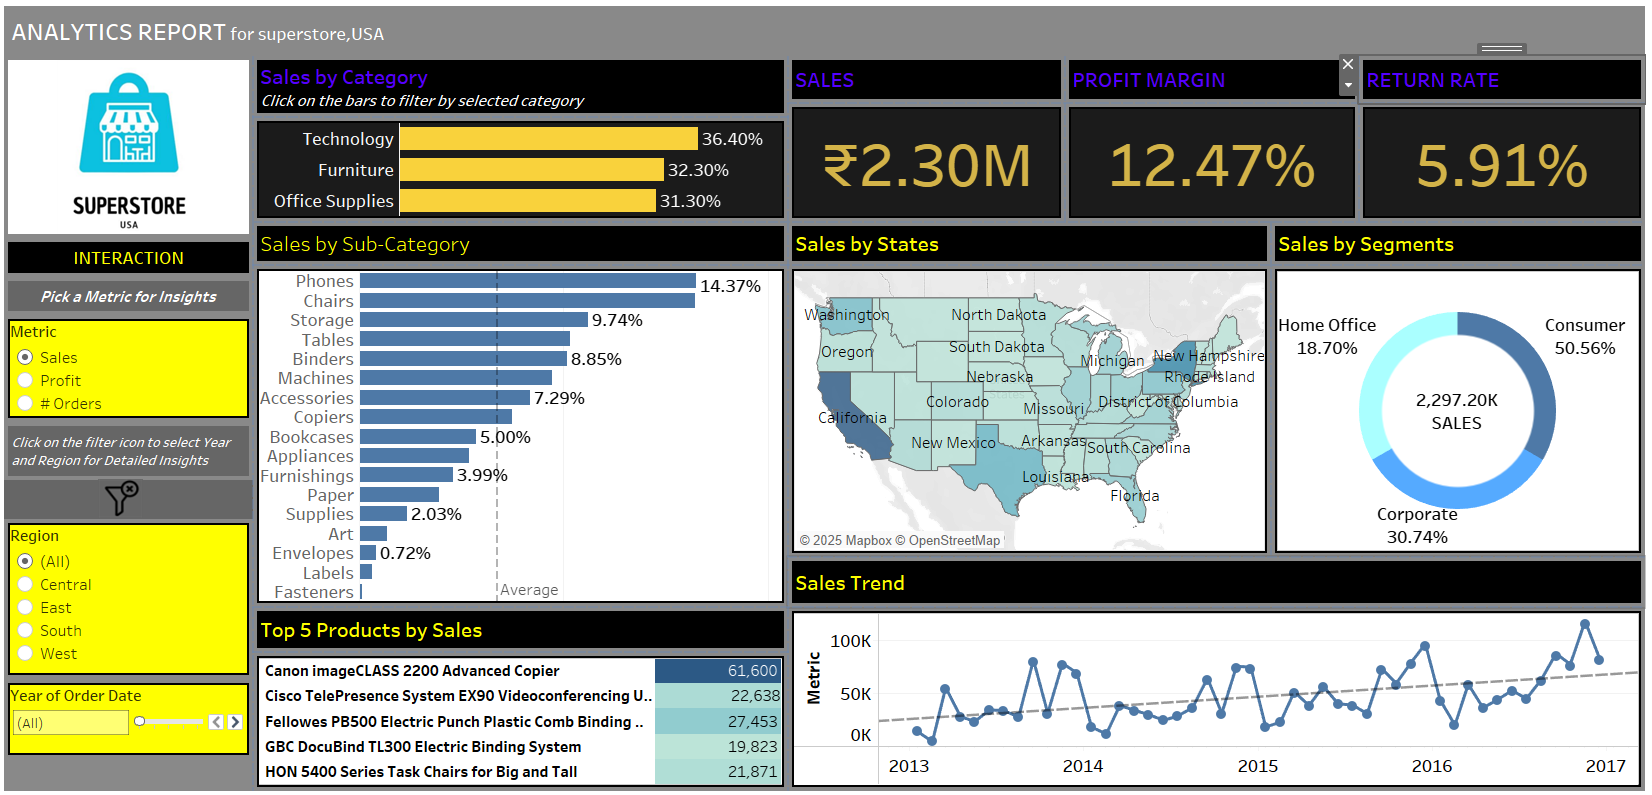 ANALYTICS REPORT for superstore,USA
SUPERSTORE
USA
INTERACTION
Pick a Metric for Insights
Metric
Sales
Profit
# Orders
Click on the filter icon to select Year
and Region for Detailed Insights
Region
(All)
Central
East
South
West
Year of Order Date
(All)
Sales by Category
Click on the bars to filter by selected category
Technology 36.40%
Furniture 32.30%
Office Supplies 31.30%
SALES
₹2.30M
PROFIT MARGIN
12.47%
RETURN RATE
5.91%
Sales by Sub-Category
Phones 14.37%
Chairs
Storage 9.74%
Tables
Binders 8.85%
Machines
Accessories 7.29%
Copiers
Bookcases 5.00%
Appliances
Furnishings 3.99%
Paper
Supplies 2.03%
Art
Envelopes 0.72%
Labels
Fasteners
Average
Top 5 Products by Sales
Canon imageCLASS 2200 Advanced Copier 61,600
Cisco TelePresence System EX90 Videoconferencing U.. 22,638
Fellowes PB500 Electric Punch Plastic Comb Binding .. 27,453
GBC DocuBind TL300 Electric Binding System 19,823
HON 5400 Series Task Chairs for Big and Tall 21,871
Sales by States
Washington
North Dakota
Oregon
South Dakota
Michigan
New Hampshire
Nebraska
Rhode Island
Colorado
Missouri
District of Columbia
California
New Mexico
Arkansas
South Carolina
Louisiana
Florida
© 2025 Mapbox © OpenStreetMap
Sales by Segments
Home Office
18.70%
Consumer
50.56%
2,297.20K
SALES
Corporate
30.74%
Sales Trend
Metric
100K
50K
0K
2013 2014 2015 2016 2017